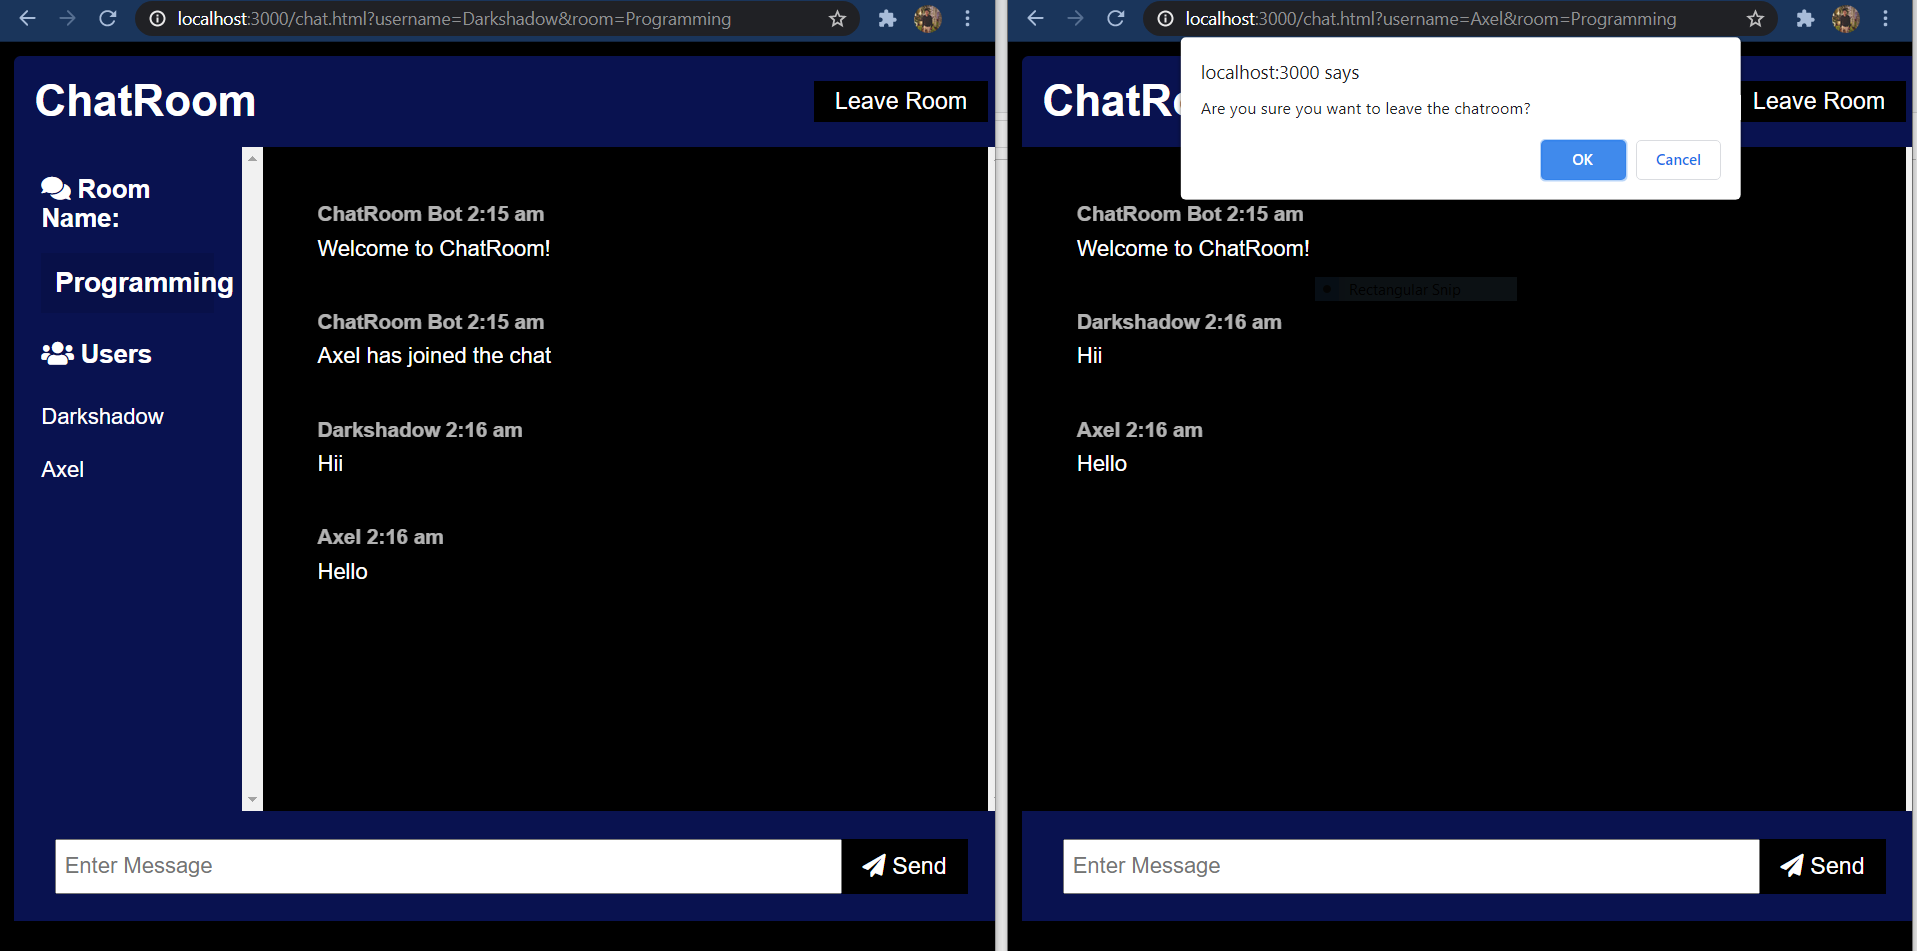 localhost:3000/chat.html?username=Darkshadow&room=Programming
ChatRoom
Leave Room
Room
Name:
Programming
Users
Darkshadow
Axel
ChatRoom Bot 2:15 am
Welcome to ChatRoom!
ChatRoom Bot 2:15 am
Axel has joined the chat
Darkshadow 2:16 am
Hii
Axel 2:16 am
Hello
Enter Message
Send
localhost:3000/chat.html?username=Axel&room=Programming
localhost:3000 says
Are you sure you want to leave the chatroom?
OK
Cancel
ChatR
Leave Room
ChatRoom Bot 2:15 am
Welcome to ChatRoom!
Rectangular Snip
Darkshadow 2:16 am
Hii
Axel 2:16 am
Hello
Enter Message
Send